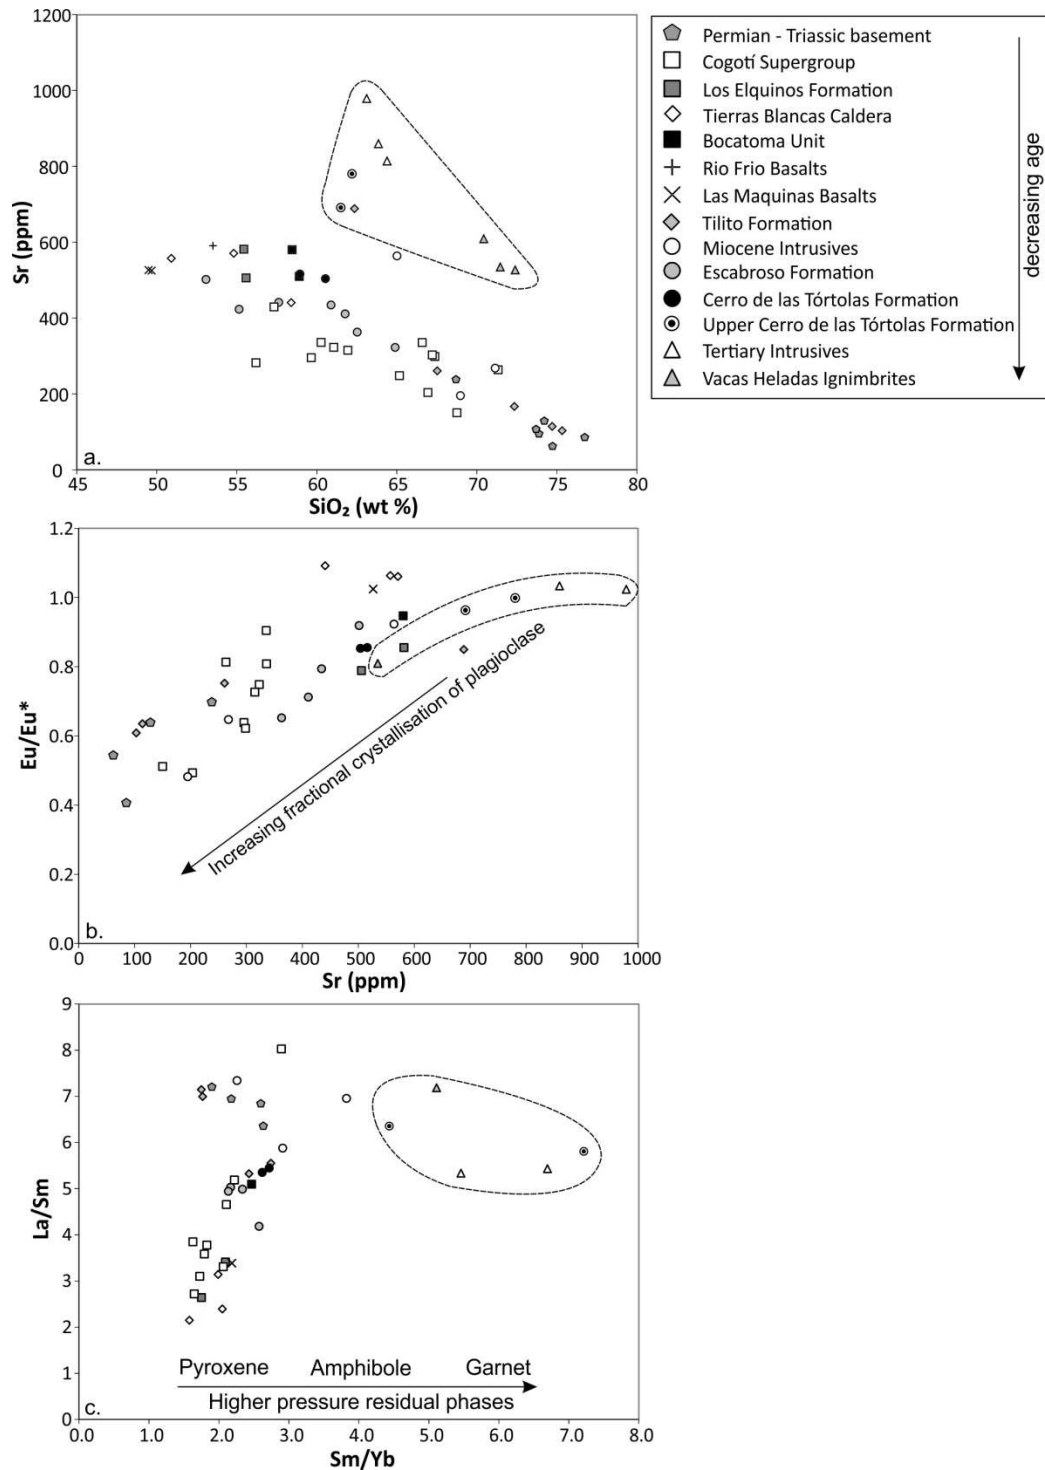 1200
1000
800
600
400
200
0
Sr (ppm)
a.
45 50 55 60 65 70 75 80
SiO₂ (wt %)
Permian - Triassic basement
Cogotí Supergroup
Los Elquinos Formation
Tierras Blancas Caldera
Bocatoma Unit
Rio Frio Basalts
Las Maquinas Basalts
Tilito Formation
Miocene Intrusives
Escabroso Formation
Cerro de las Tórtolas Formation
Upper Cerro de las Tórtolas Formation
Tertiary Intrusives
Vacas Heladas Ignimbrites
decreasing age
1.2
1.0
0.8
0.6
0.4
0.2
0.0
Eu/Eu*
Increasing fractional crystallisation of plagioclase
b.
0 100 200 300 400 500 600 700 800 900 1000
Sr (ppm)
9
8
7
6
5
4
3
2
1
0
La/Sm
Pyroxene Amphibole Garnet
Higher pressure residual phases
c.
0.0 1.0 2.0 3.0 4.0 5.0 6.0 7.0 8.0
Sm/Yb